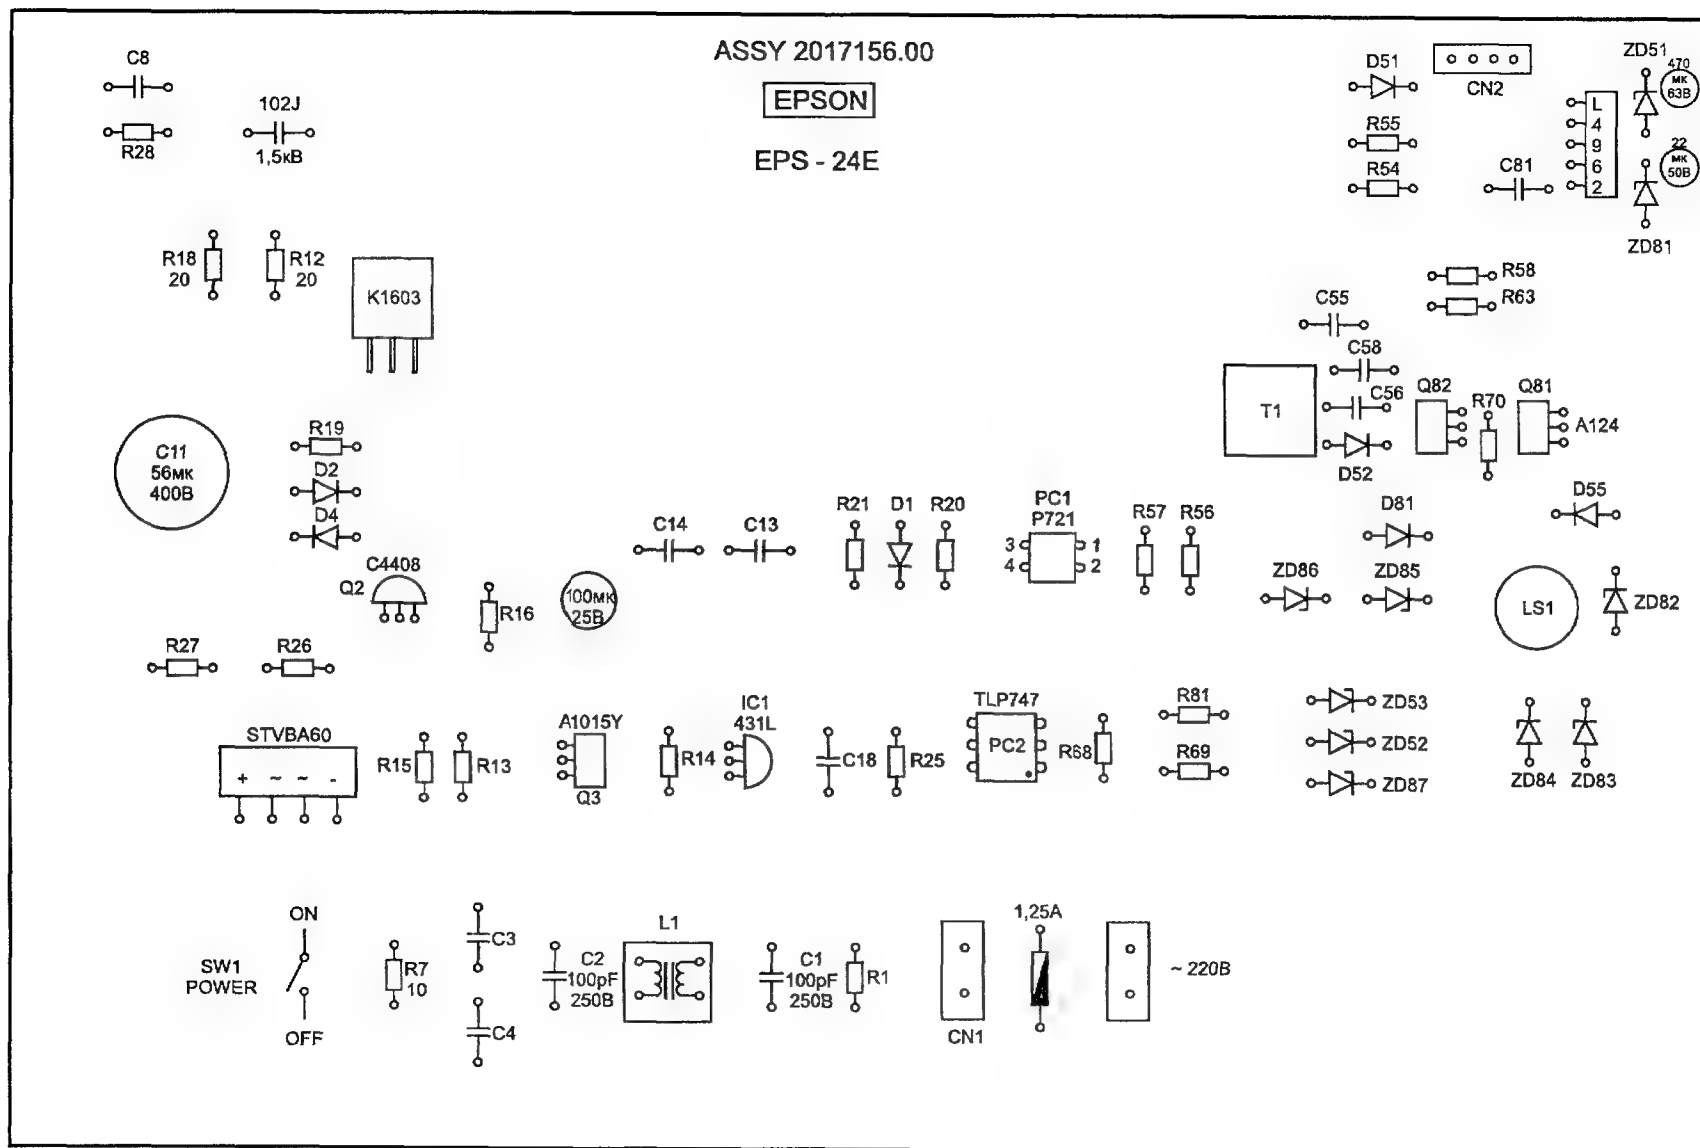 ASSY 2017156.00
EPSON
EPS - 24E
C8
R28
102J
1,5кВ
D51
R55
R54
CN2
ZD51
470
МК
63В
L
4
9
6
2
22
МК
50В
C81
ZD81
R18
20
R12
20
K1603
R58
R63
C55
C58
C56
T1
D52
Q82
R70
Q81
A124
C11
56мк
400В
R19
D2
D4
C4408
Q2
R16
100мк
25В
C14
C13
R21
D1
R20
PC1
P721
3
4
1
2
R57
R56
D81
D55
ZD86
ZD85
LS1
ZD82
R27
R26
STVBA60
+ ~ ~ -
R15
R13
A1015Y
Q3
R14
IC1
431L
C18
R25
TLP747
PC2
R68
R81
R69
ZD53
ZD52
ZD87
ZD84
ZD83
ON
SW1
POWER
OFF
R7
10
C3
C4
C2
100pF
250В
L1
C1
100pF
250В
R1
CN1
1,25А
~ 220В